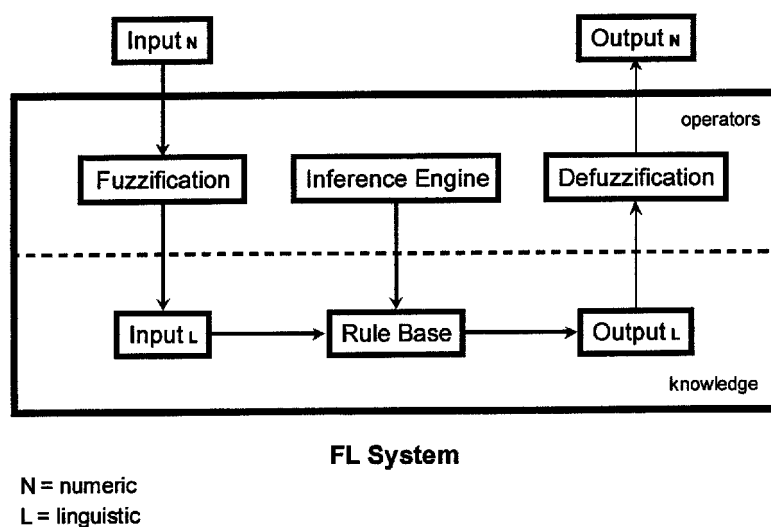 Input N
Output N
operators
Fuzzification
Inference Engine
Defuzzification
Input L
Rule Base
Output L
knowledge
FL System
N = numeric
L = linguistic